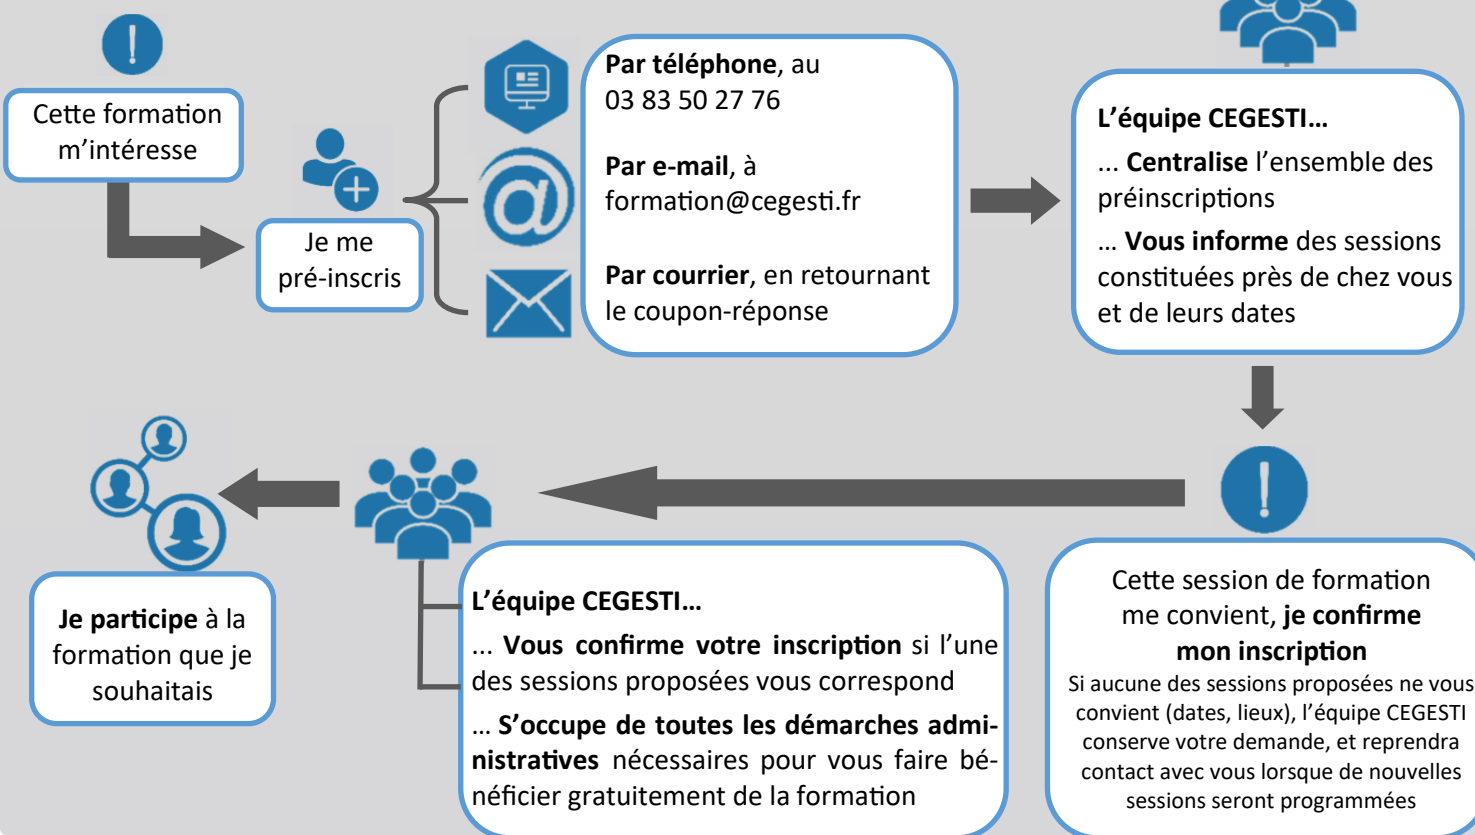 Cette formation
m’intéresse
Je me
pré-inscris
Par téléphone, au
03 83 50 27 76
Par e-mail, à
formation@cegesti.fr
Par courrier, en retournant
le coupon-réponse
L’équipe CEGESTI…
... Centralise l’ensemble des
préinscriptions
… Vous informe des sessions
constituées près de chez vous
et de leurs dates
Cette session de formation
me convient, je confirme
mon inscription
Si aucune des sessions proposées ne vous
convient (dates, lieux), l’équipe CEGESTI
conserve votre demande, et reprendra
contact avec vous lorsque de nouvelles
sessions seront programmées
L’équipe CEGESTI…
... Vous confirme votre inscription si l’une
des sessions proposées vous correspond
… S’occupe de toutes les démarches admi-
nistratives nécessaires pour vous faire bé-
néficier gratuitement de la formation
Je participe à la
formation que je
souhaitais